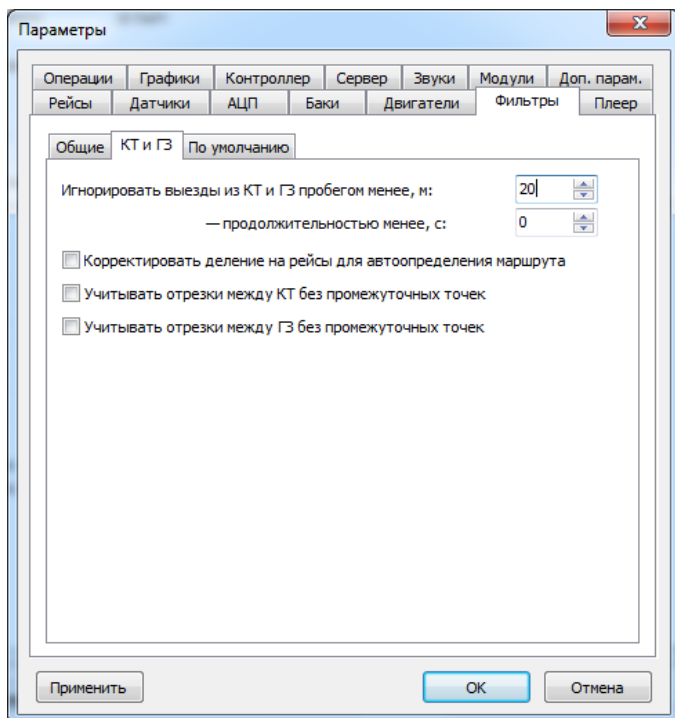 Параметры
Операции Графики Контроллер Сервер Звуки Модули Доп. парам.
Рейсы Датчики АЦП Баки Двигатели Фильтры Плеер
Общие КТ и ГЗ По умолчанию
Игнорировать выезды из КТ и ГЗ пробегом менее, м: 20
— продолжительностью менее, с: 0
Корректировать деление на рейсы для автоопределения маршрута
Учитывать отрезки между КТ без промежуточных точек
Учитывать отрезки между ГЗ без промежуточных точек
Применить ОК Отмена